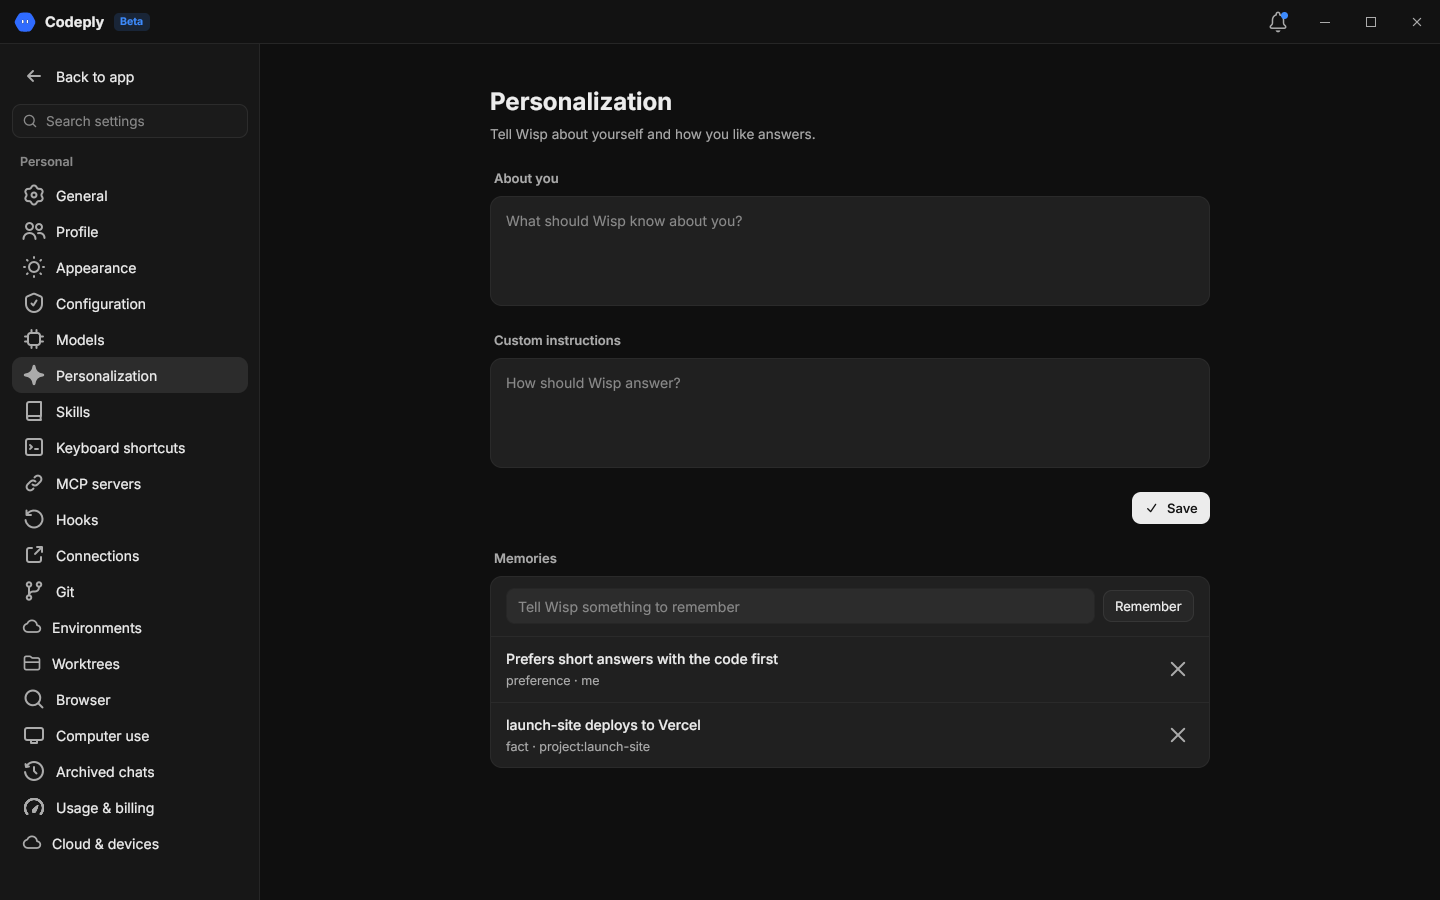 Codeply Beta
Back to app
Search settings
Personal
General
Profile
Appearance
Configuration
Models
Personalization
Skills
Keyboard shortcuts
MCP servers
Hooks
Connections
Git
Environments
Worktrees
Browser
Computer use
Archived chats
Usage & billing
Cloud & devices
Personalization
Tell Wisp about yourself and how you like answers.
About you
What should Wisp know about you?
Custom instructions
How should Wisp answer?
Save
Memories
Tell Wisp something to remember
Remember
Prefers short answers with the code first
preference · me
launch-site deploys to Vercel
fact · project:launch-site